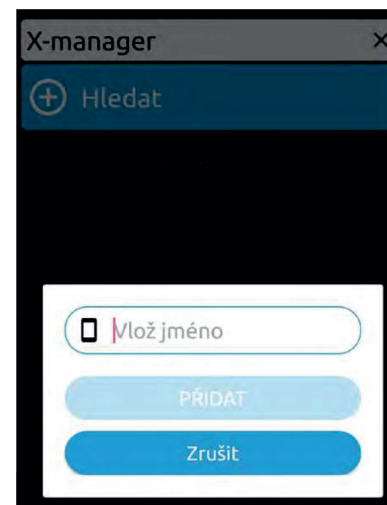 X-manager
Hledat
Vlož jméno
PŘIDAT
Zrušit